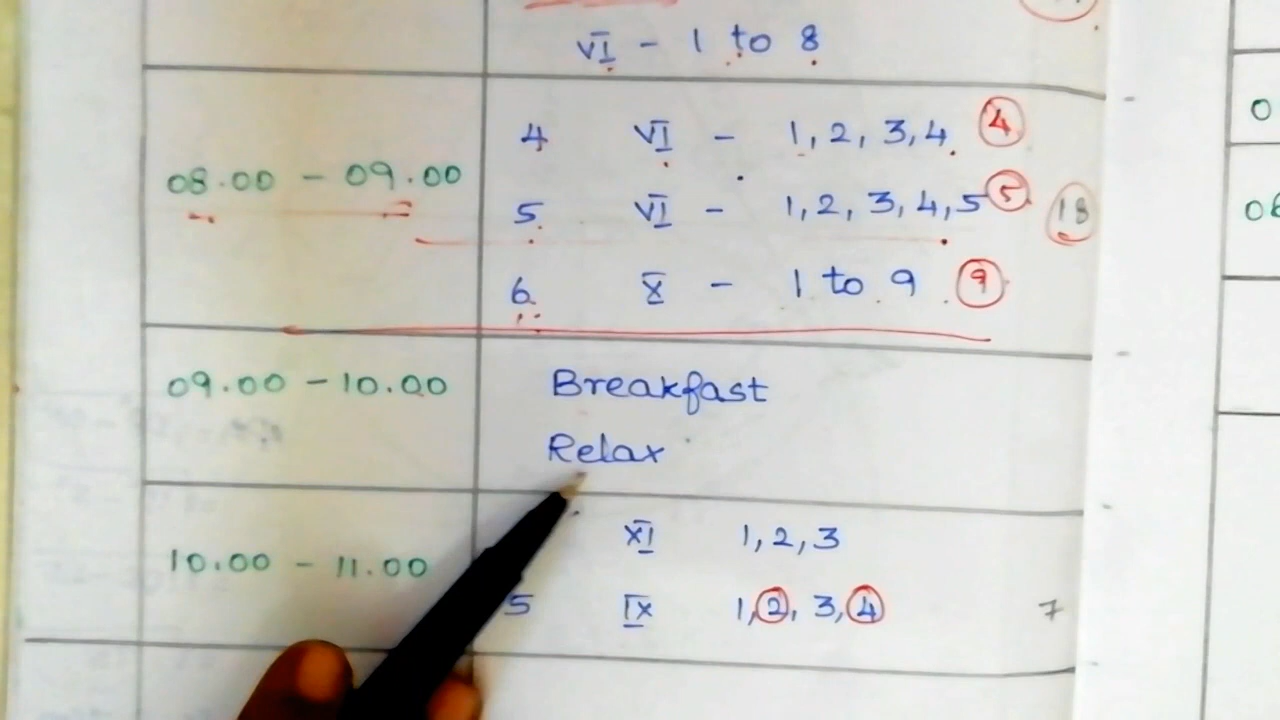 VI - 1 to 8
4 VI - 1, 2, 3, 4 4
08.00 - 09.00 5 VI - 1, 2, 3, 4, 5 5 18
6 X - 1 to 9 9
09.00 - 10.00 Breakfast
Relax
XI 1, 2, 3
10.00 - 11.00
5 IX 1, 2, 3, 4 7